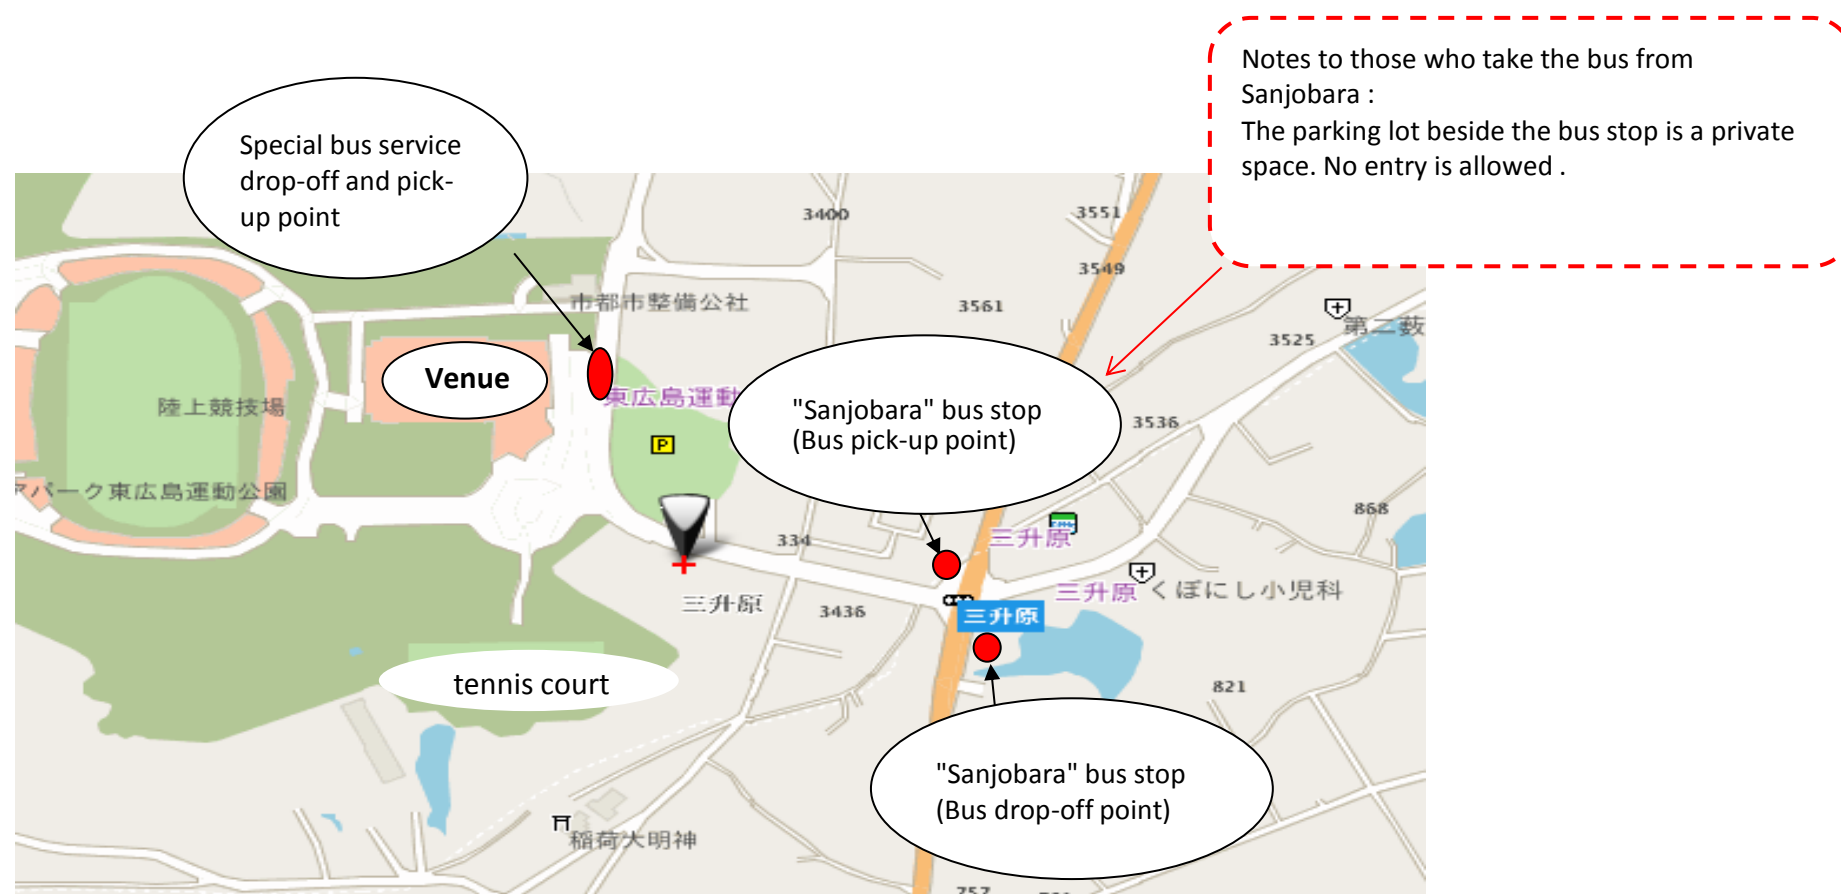 Notes to those who take the bus from
Sanjobara :
The parking lot beside the bus stop is a private
space. No entry is allowed .
Special bus service
drop-off and pick-
up point
3400
3551
3549
市都市整備公社
3561
第二薮
3525
Venue
東広島運動
陸上競技場
"Sanjobara" bus stop
(Bus pick-up point)
3536
P
アパーク東広島運動公園
868
334
三升原
三升原
くぼにし小児科
三升原
3436
三升原
tennis court
821
"Sanjobara" bus stop
(Bus drop-off point)
稲荷大明神
757